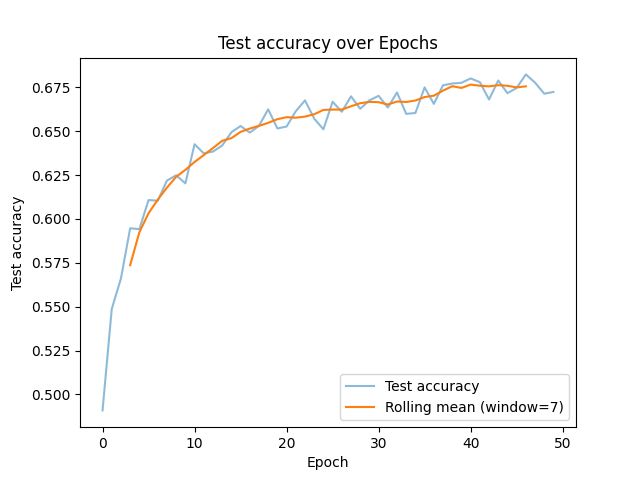 Test accuracy over Epochs
Test accuracy
0.675
0.650
0.625
0.600
0.575
0.550
0.525
0.500
Test accuracy
Rolling mean (window=7)
0 10 20 30 40 50
Epoch